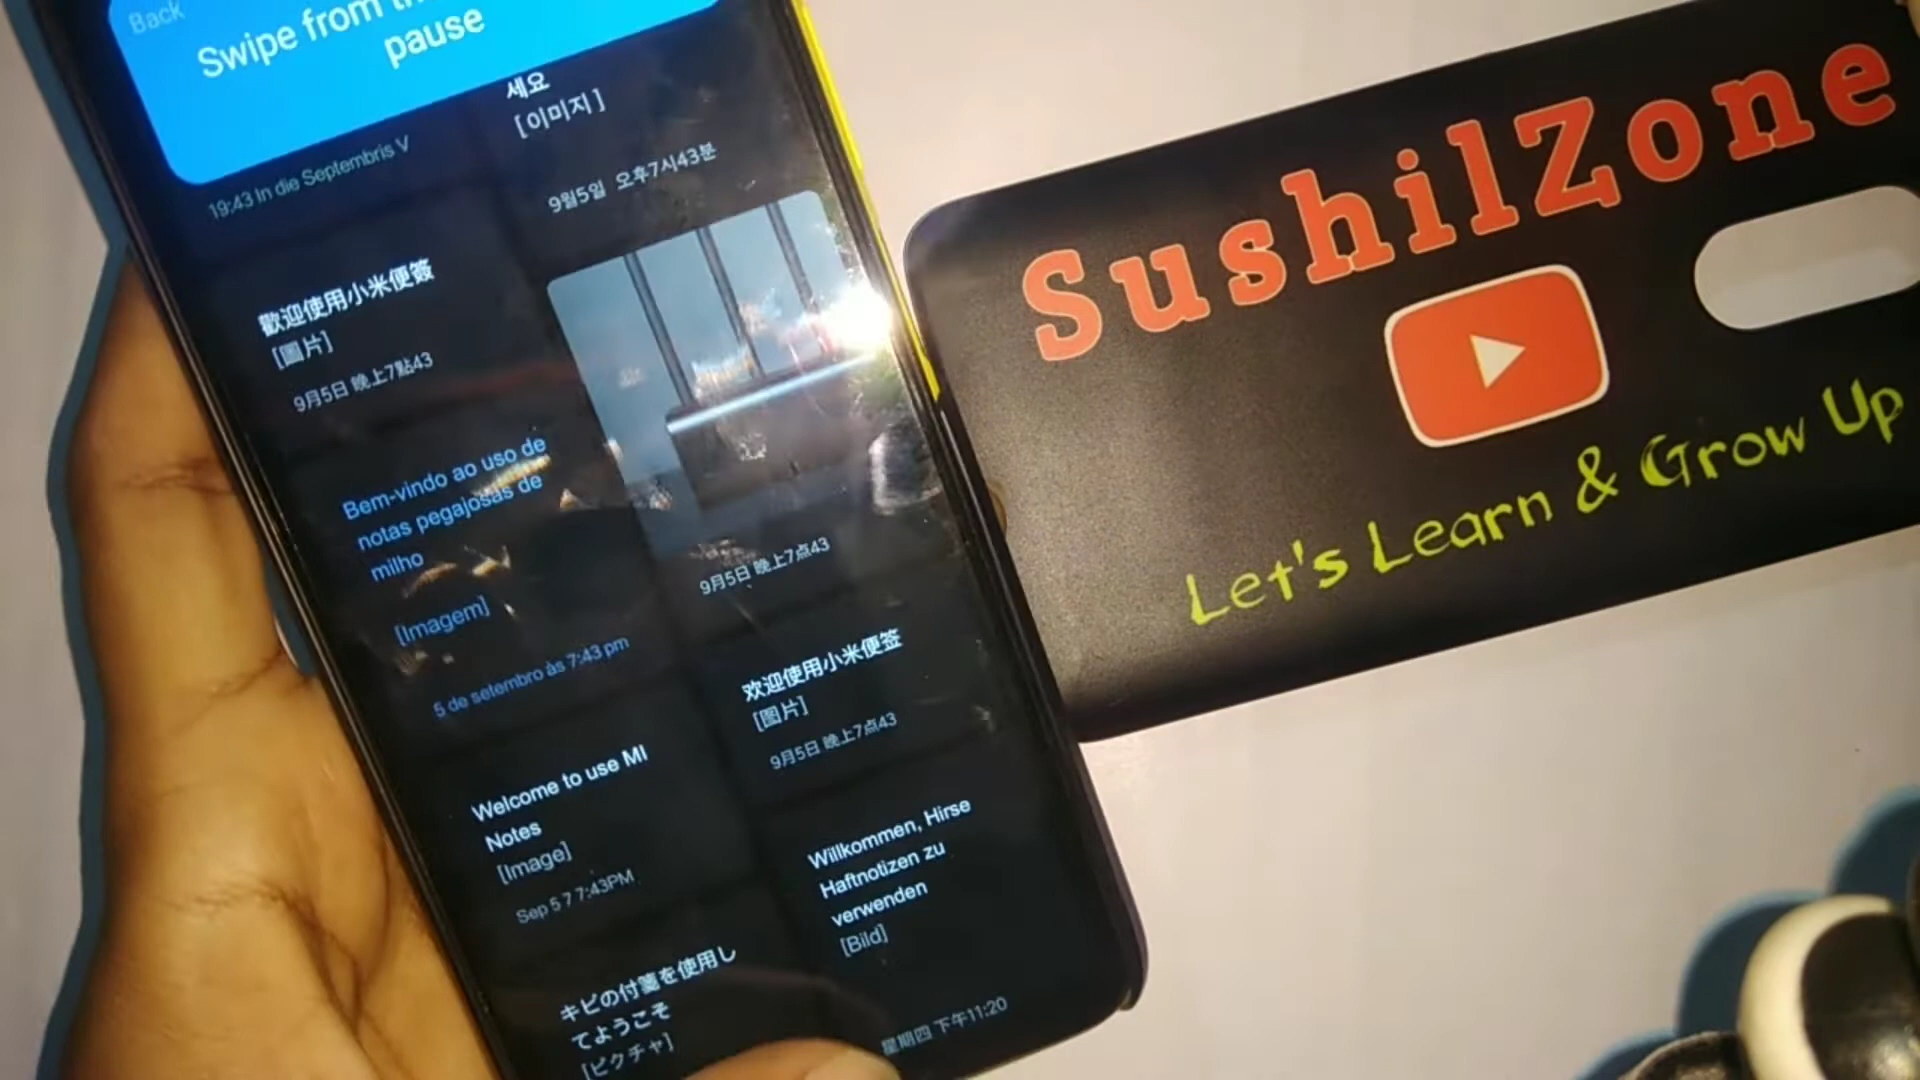 Back
Swipe from
pause
세요
[이미지]
9월5일 오후7시43분
19:43 In die Septembris V
歡迎使用小米便簽
[圖片]
9月5日 晚上7點43
Bem-vindo ao uso de
notas pegajosas de
milho
[Imagem]
5 de setembro às 7:43 pm
9月5日 晚上7点43
欢迎使用小米便签
[图片]
9月5日 晚上7点43
Welcome to use MI
Notes
[Image]
Sep 5 7 7:43PM
Willkommen, Hirse
Haftnotizen zu
verwenden
[Bild]
星期四 下午11:20
キビの付箋を使用し
てようこそ
[ピクチャ]
SushilZone
Let's Learn & Grow Up